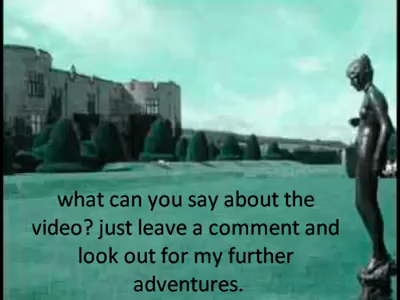 what can you say about the
video? just leave a comment and
look out for my further
adventures.